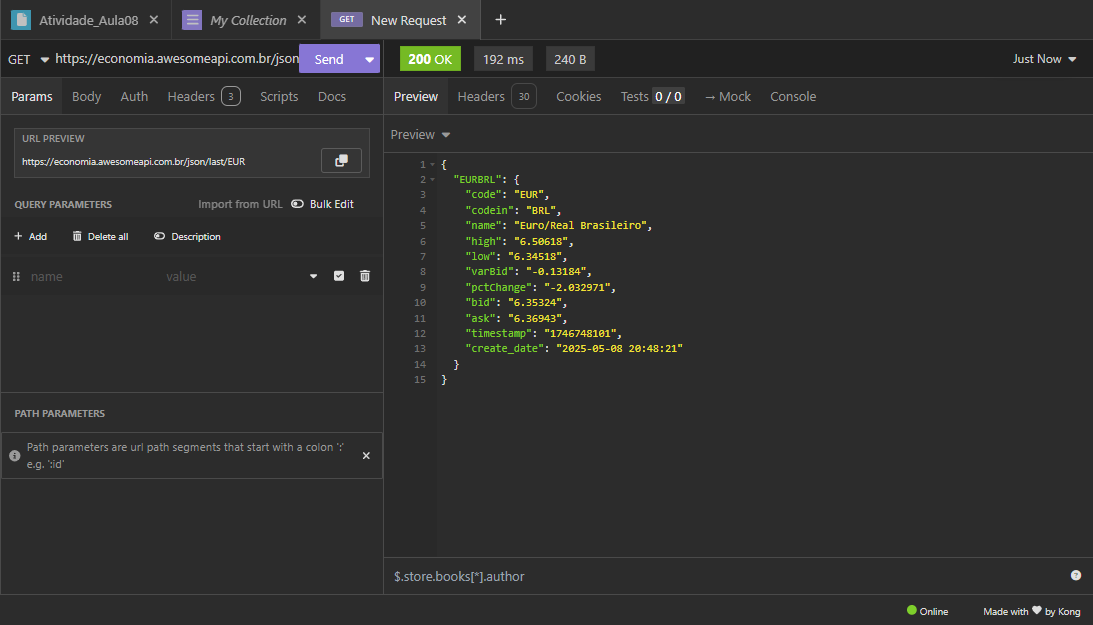 Atividade_Aula08
My Collection
GET New Request
GET https://economia.awesomeapi.com.br/json Send
200 OK 192 ms 240 B Just Now
Params Body Auth Headers 3 Scripts Docs
Preview Headers 30 Cookies Tests 0 / 0 → Mock Console
URL PREVIEW
https://economia.awesomeapi.com.br/json/last/EUR
QUERY PARAMETERS Import from URL Bulk Edit
+ Add Delete all Description
name value
PATH PARAMETERS
Path parameters are url path segments that start with a colon ':'
e.g. ':id'
Preview
1 {
2 "EURBRL": {
3 "code": "EUR",
4 "codein": "BRL",
5 "name": "Euro/Real Brasileiro",
6 "high": "6.50618",
7 "low": "6.34518",
8 "varBid": "-0.13184",
9 "pctChange": "-2.032971",
10 "bid": "6.35324",
11 "ask": "6.36943",
12 "timestamp": "1746748101",
13 "create_date": "2025-05-08 20:48:21"
14 }
15 }
$.store.books[*].author
Online Made with ♥ by Kong